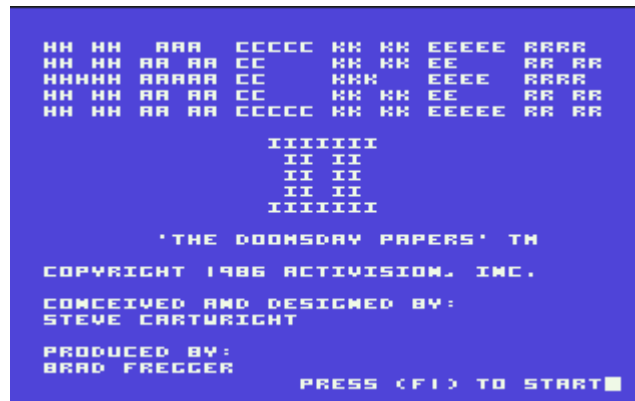 HH HH   AAA  CCCCC KK KK EEEEE RRRR
HH HH AA AA CC     KK KK EE    RR RR
HHHHH AAAAA CC     KKK    EEEE RRRR
HH HH AA AA CC     KK KK EE    RR RR
HH HH AA AA CCCCC KK KK EEEEE RR RR
IIIIIII
II II
II II
II II
IIIIIII
'THE DOOMSDAY PAPERS' TM
COPYRIGHT 1986 ACTIVISION, INC.
CONCEIVED AND DESIGNED BY:
STEVE CARTWRIGHT
PRODUCED BY:
BRAD FREGGER
PRESS (F1) TO START